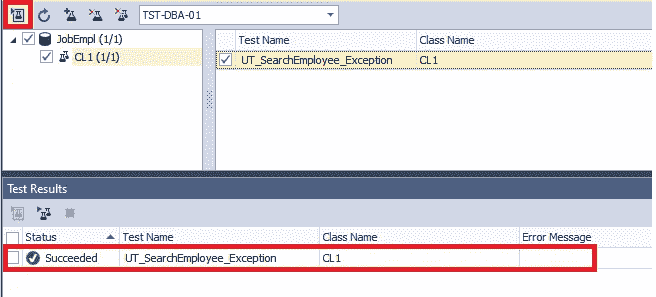 TST-DBA-01
JobEmpl (1/1)
CL1 (1/1)
Test Name Class Name
UT_SearchEmployee_Exception CL1
Test Results
Status Test Name Class Name Error Message
Succeeded UT_SearchEmployee_Exception CL1